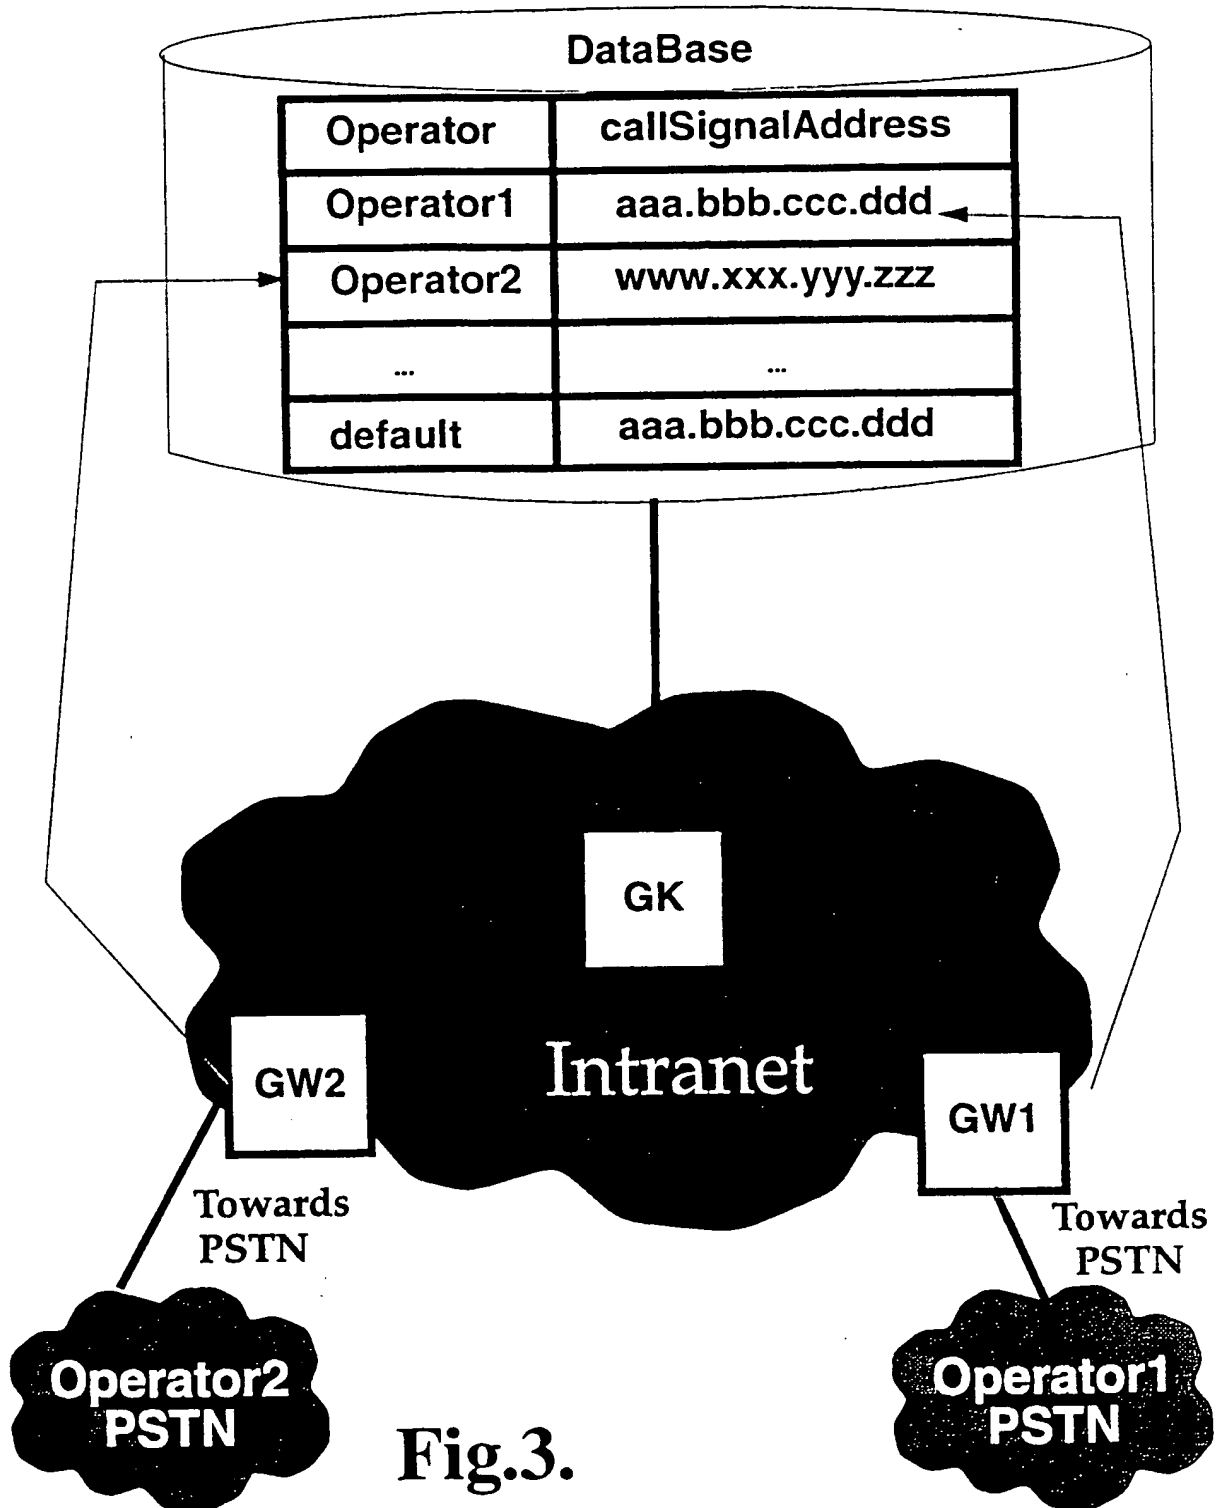 DataBase
Operator callSignalAddress
Operator1 aaa.bbb.ccc.ddd
Operator2 www.xxx.yyy.zzz
... ...
default aaa.bbb.ccc.ddd
GK
Intranet
GW2
GW1
Towards
PSTN
Towards
PSTN
Operator2
PSTN
Operator1
PSTN
Fig.3.